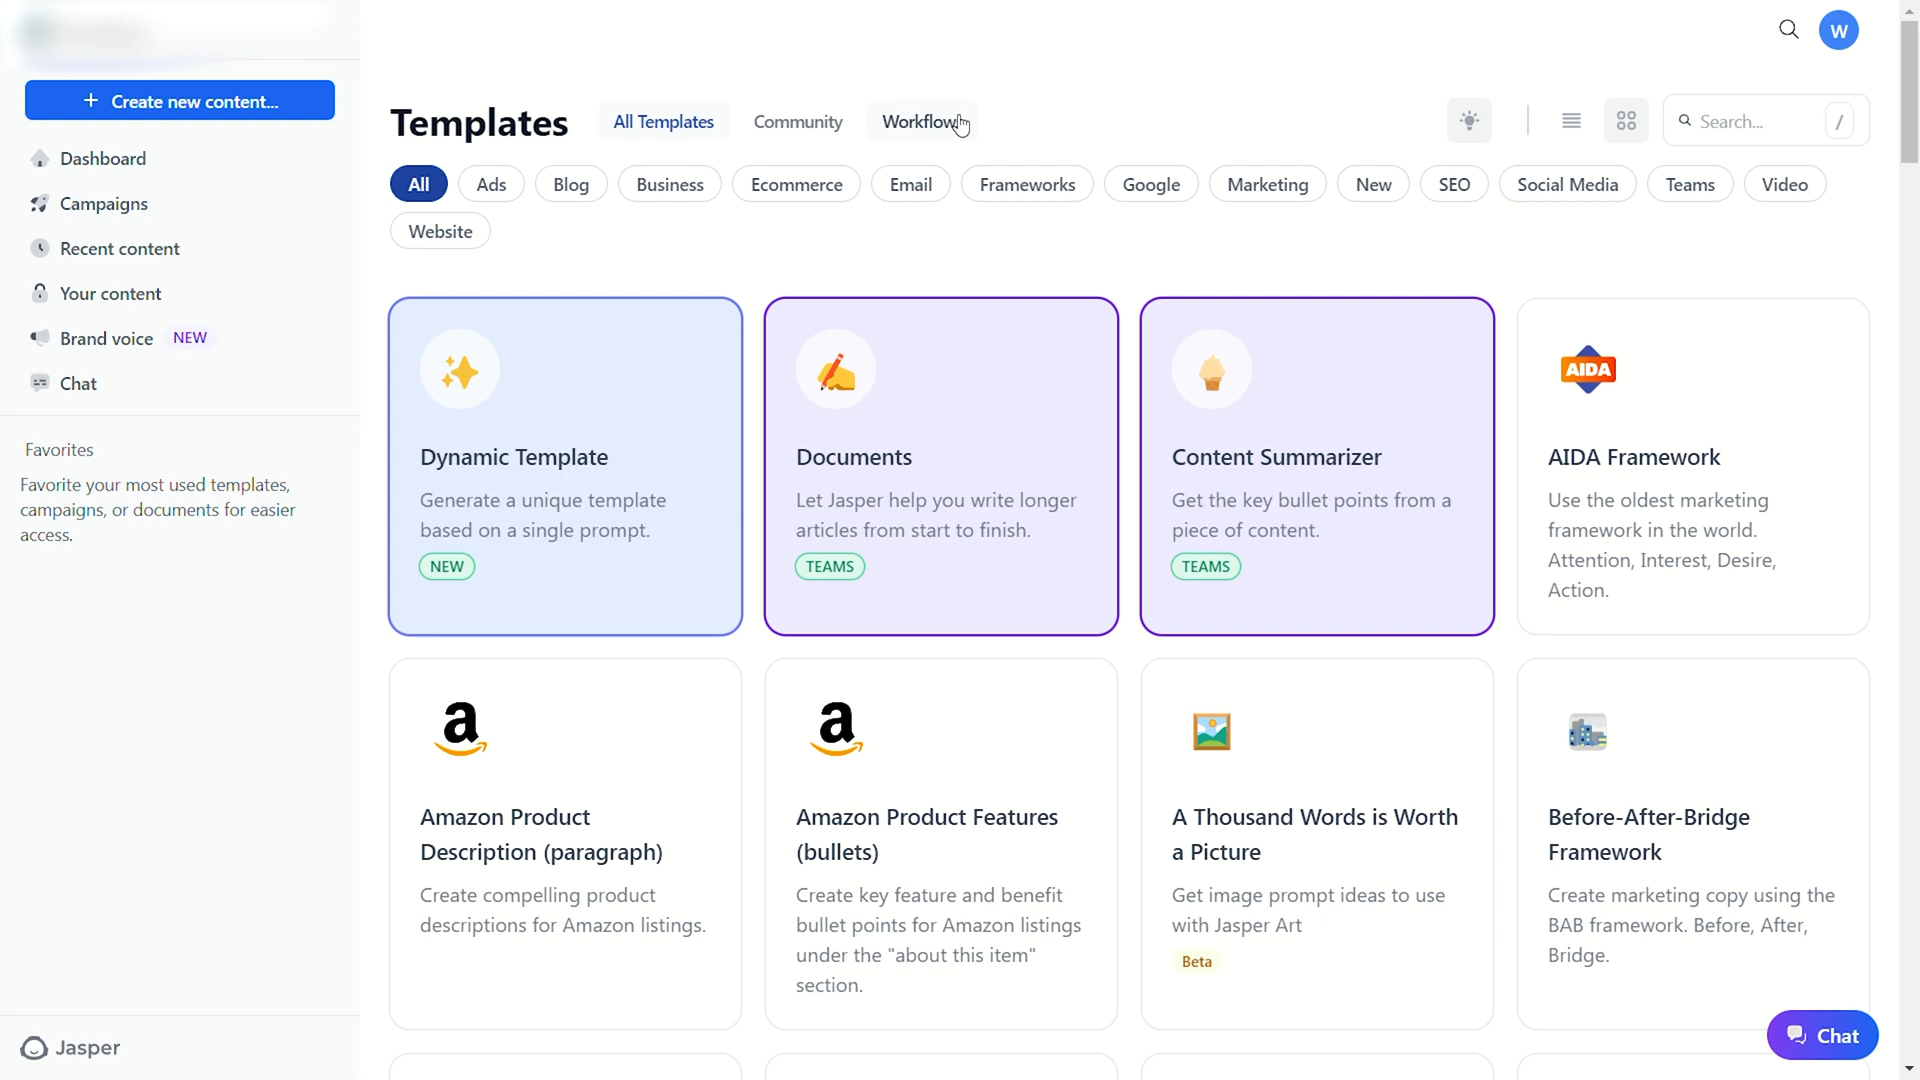 W
+ Create new content...
Templates
All Templates
Community
Workflows
Search...
/
Dashboard
Campaigns
Recent content
Your content
Brand voice NEW
Chat
Favorites
Favorite your most used templates,
campaigns, or documents for easier
access.
Jasper
All
Ads
Blog
Business
Ecommerce
Email
Frameworks
Google
Marketing
New
SEO
Social Media
Teams
Video
Website
Dynamic Template
Generate a unique template
based on a single prompt.
NEW
Documents
Let Jasper help you write longer
articles from start to finish.
TEAMS
Content Summarizer
Get the key bullet points from a
piece of content.
TEAMS
AIDA
AIDA Framework
Use the oldest marketing
framework in the world.
Attention, Interest, Desire,
Action.
a
Amazon Product
Description (paragraph)
Create compelling product
descriptions for Amazon listings.
a
Amazon Product Features
(bullets)
Create key feature and benefit
bullet points for Amazon listings
under the "about this item"
section.
A Thousand Words is Worth
a Picture
Get image prompt ideas to use
with Jasper Art
Beta
Before-After-Bridge
Framework
Create marketing copy using the
BAB framework. Before, After,
Bridge.
Chat